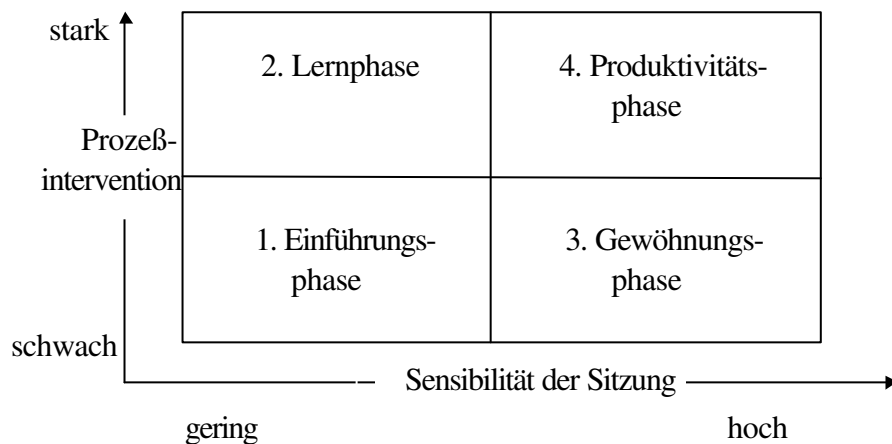 stark
2. Lernphase
4. Produktivitäts-
phase
Prozeß-
intervention
1. Einführungs-
phase
3. Gewöhnungs-
phase
schwach
Sensibilität der Sitzung
gering
hoch